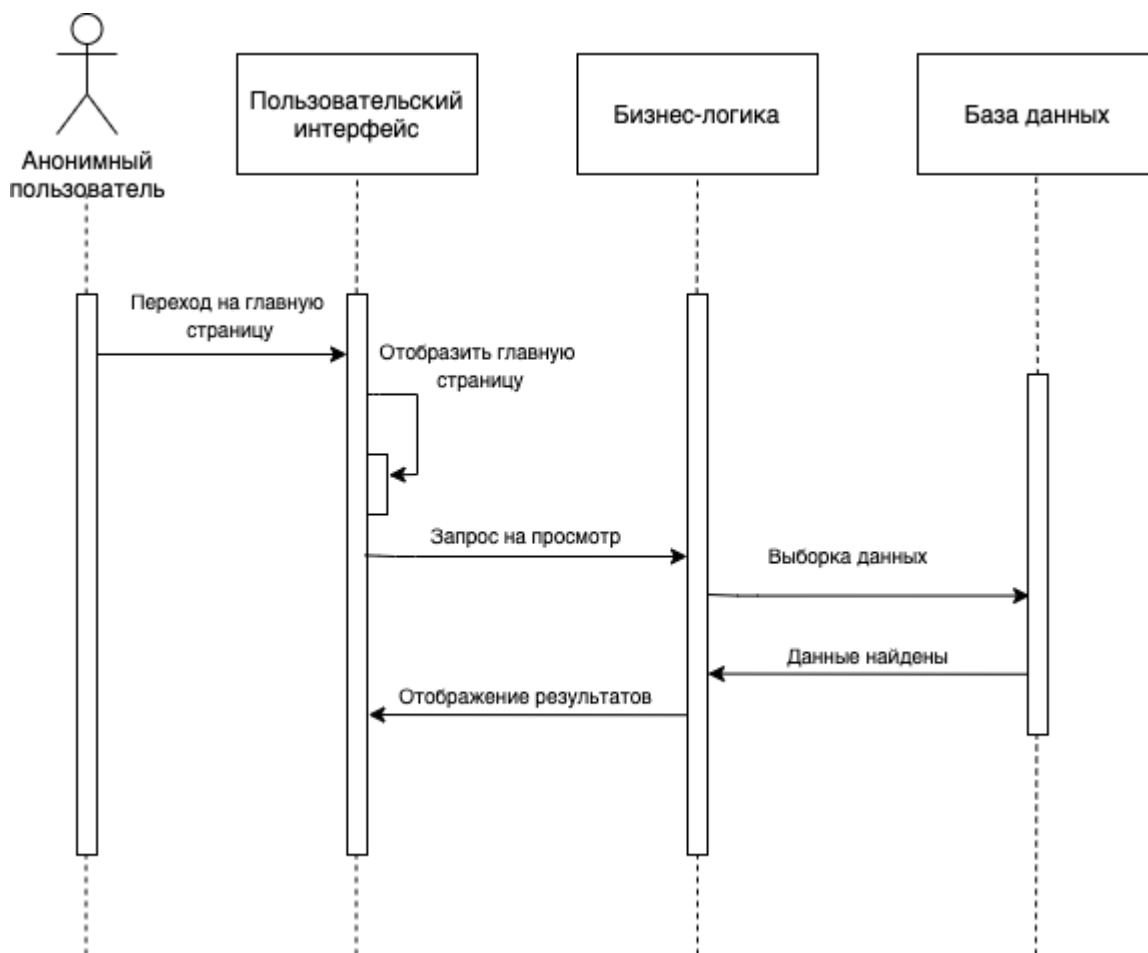 Анонимный
пользователь
Пользовательский
интерфейс
Бизнес-логика
База данных
Переход на главную
страницу
Отобразить главную
страницу
Запрос на просмотр
Выборка данных
Данные найдены
Отображение результатов